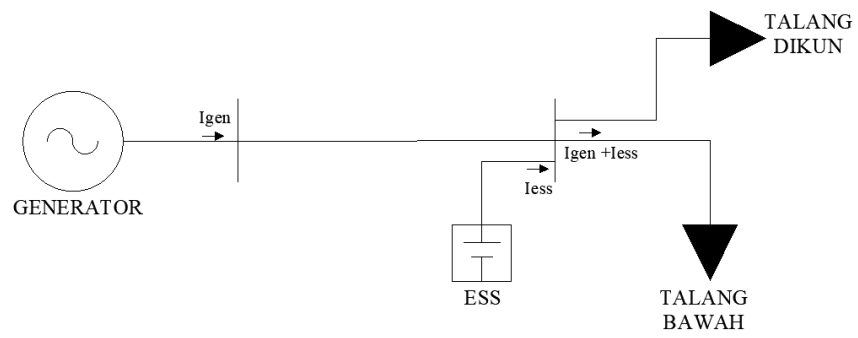 TALANG
DIKUN
Igen
Igen +Iess
Iess
GENERATOR
ESS
TALANG
BAWAH